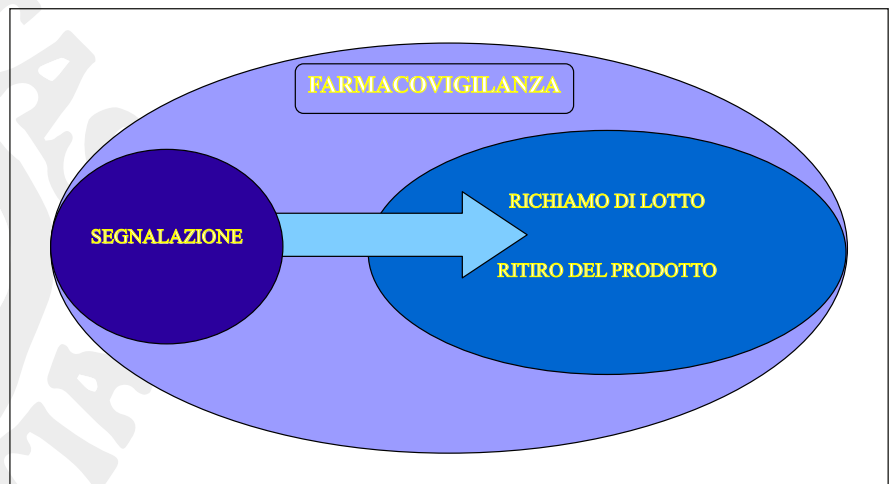 FARMACOVIGILANZA
SEGNALAZIONE
RICHIAMO DI LOTTO
RITIRO DEL PRODOTTO